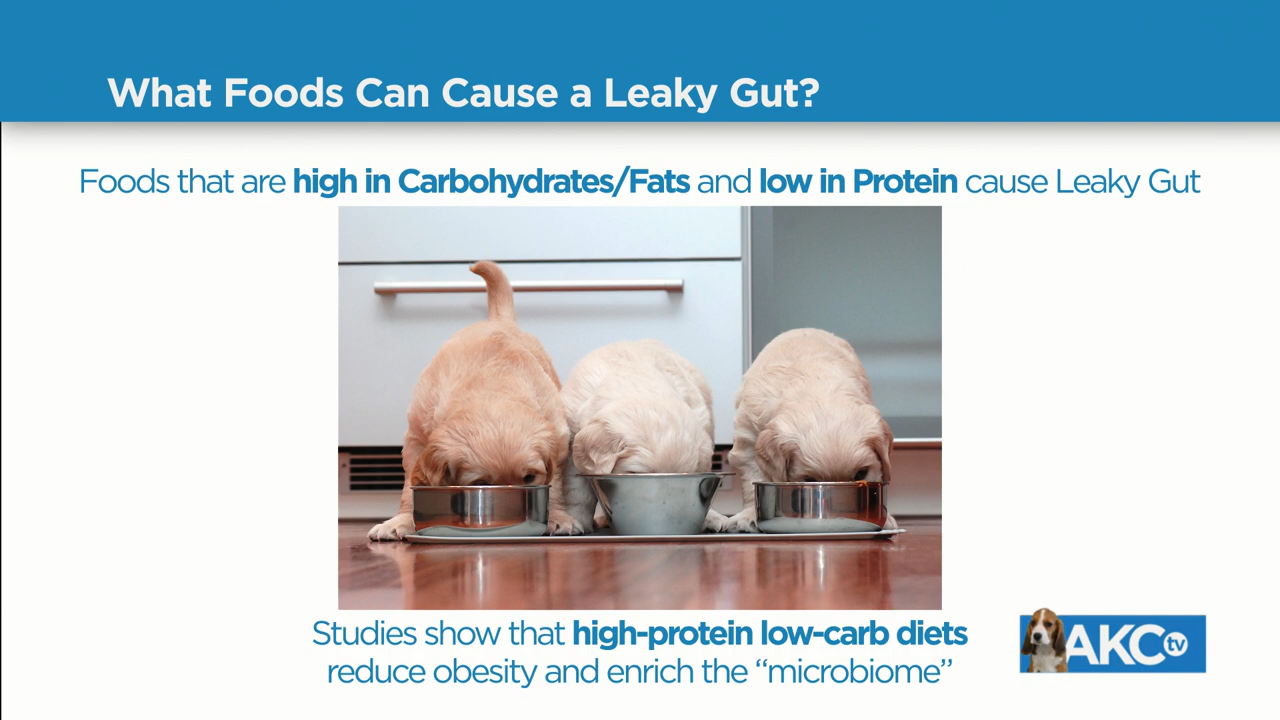 What Foods Can Cause a Leaky Gut?
Foods that are high in Carbohydrates/Fats and low in Protein cause Leaky Gut
Studies show that high-protein low-carb diets
reduce obesity and enrich the “microbiome”
AKC tv